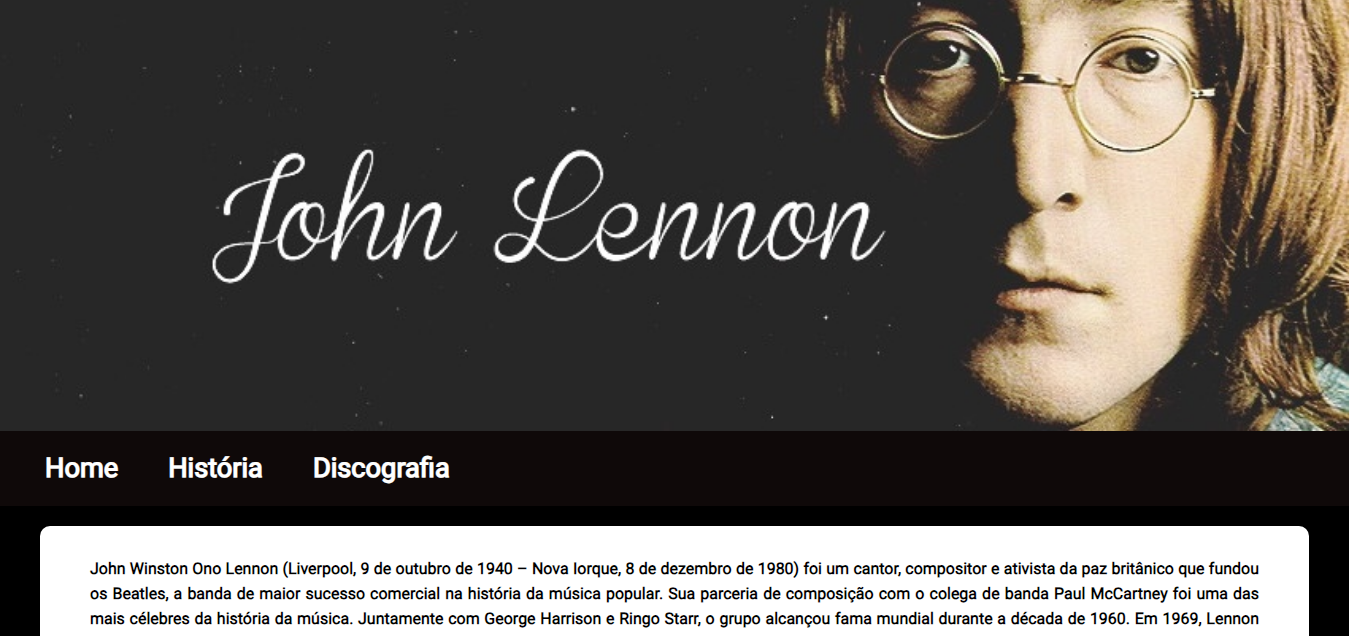 John Lennon
Home História Discografia
John Winston Ono Lennon (Liverpool, 9 de outubro de 1940 – Nova Iorque, 8 de dezembro de 1980) foi um cantor, compositor e ativista da paz britânico que fundou
os Beatles, a banda de maior sucesso comercial na história da música popular. Sua parceria de composição com o colega de banda Paul McCartney foi uma das
mais célebres da história da música. Juntamente com George Harrison e Ringo Starr, o grupo alcançou fama mundial durante a década de 1960. Em 1969, Lennon